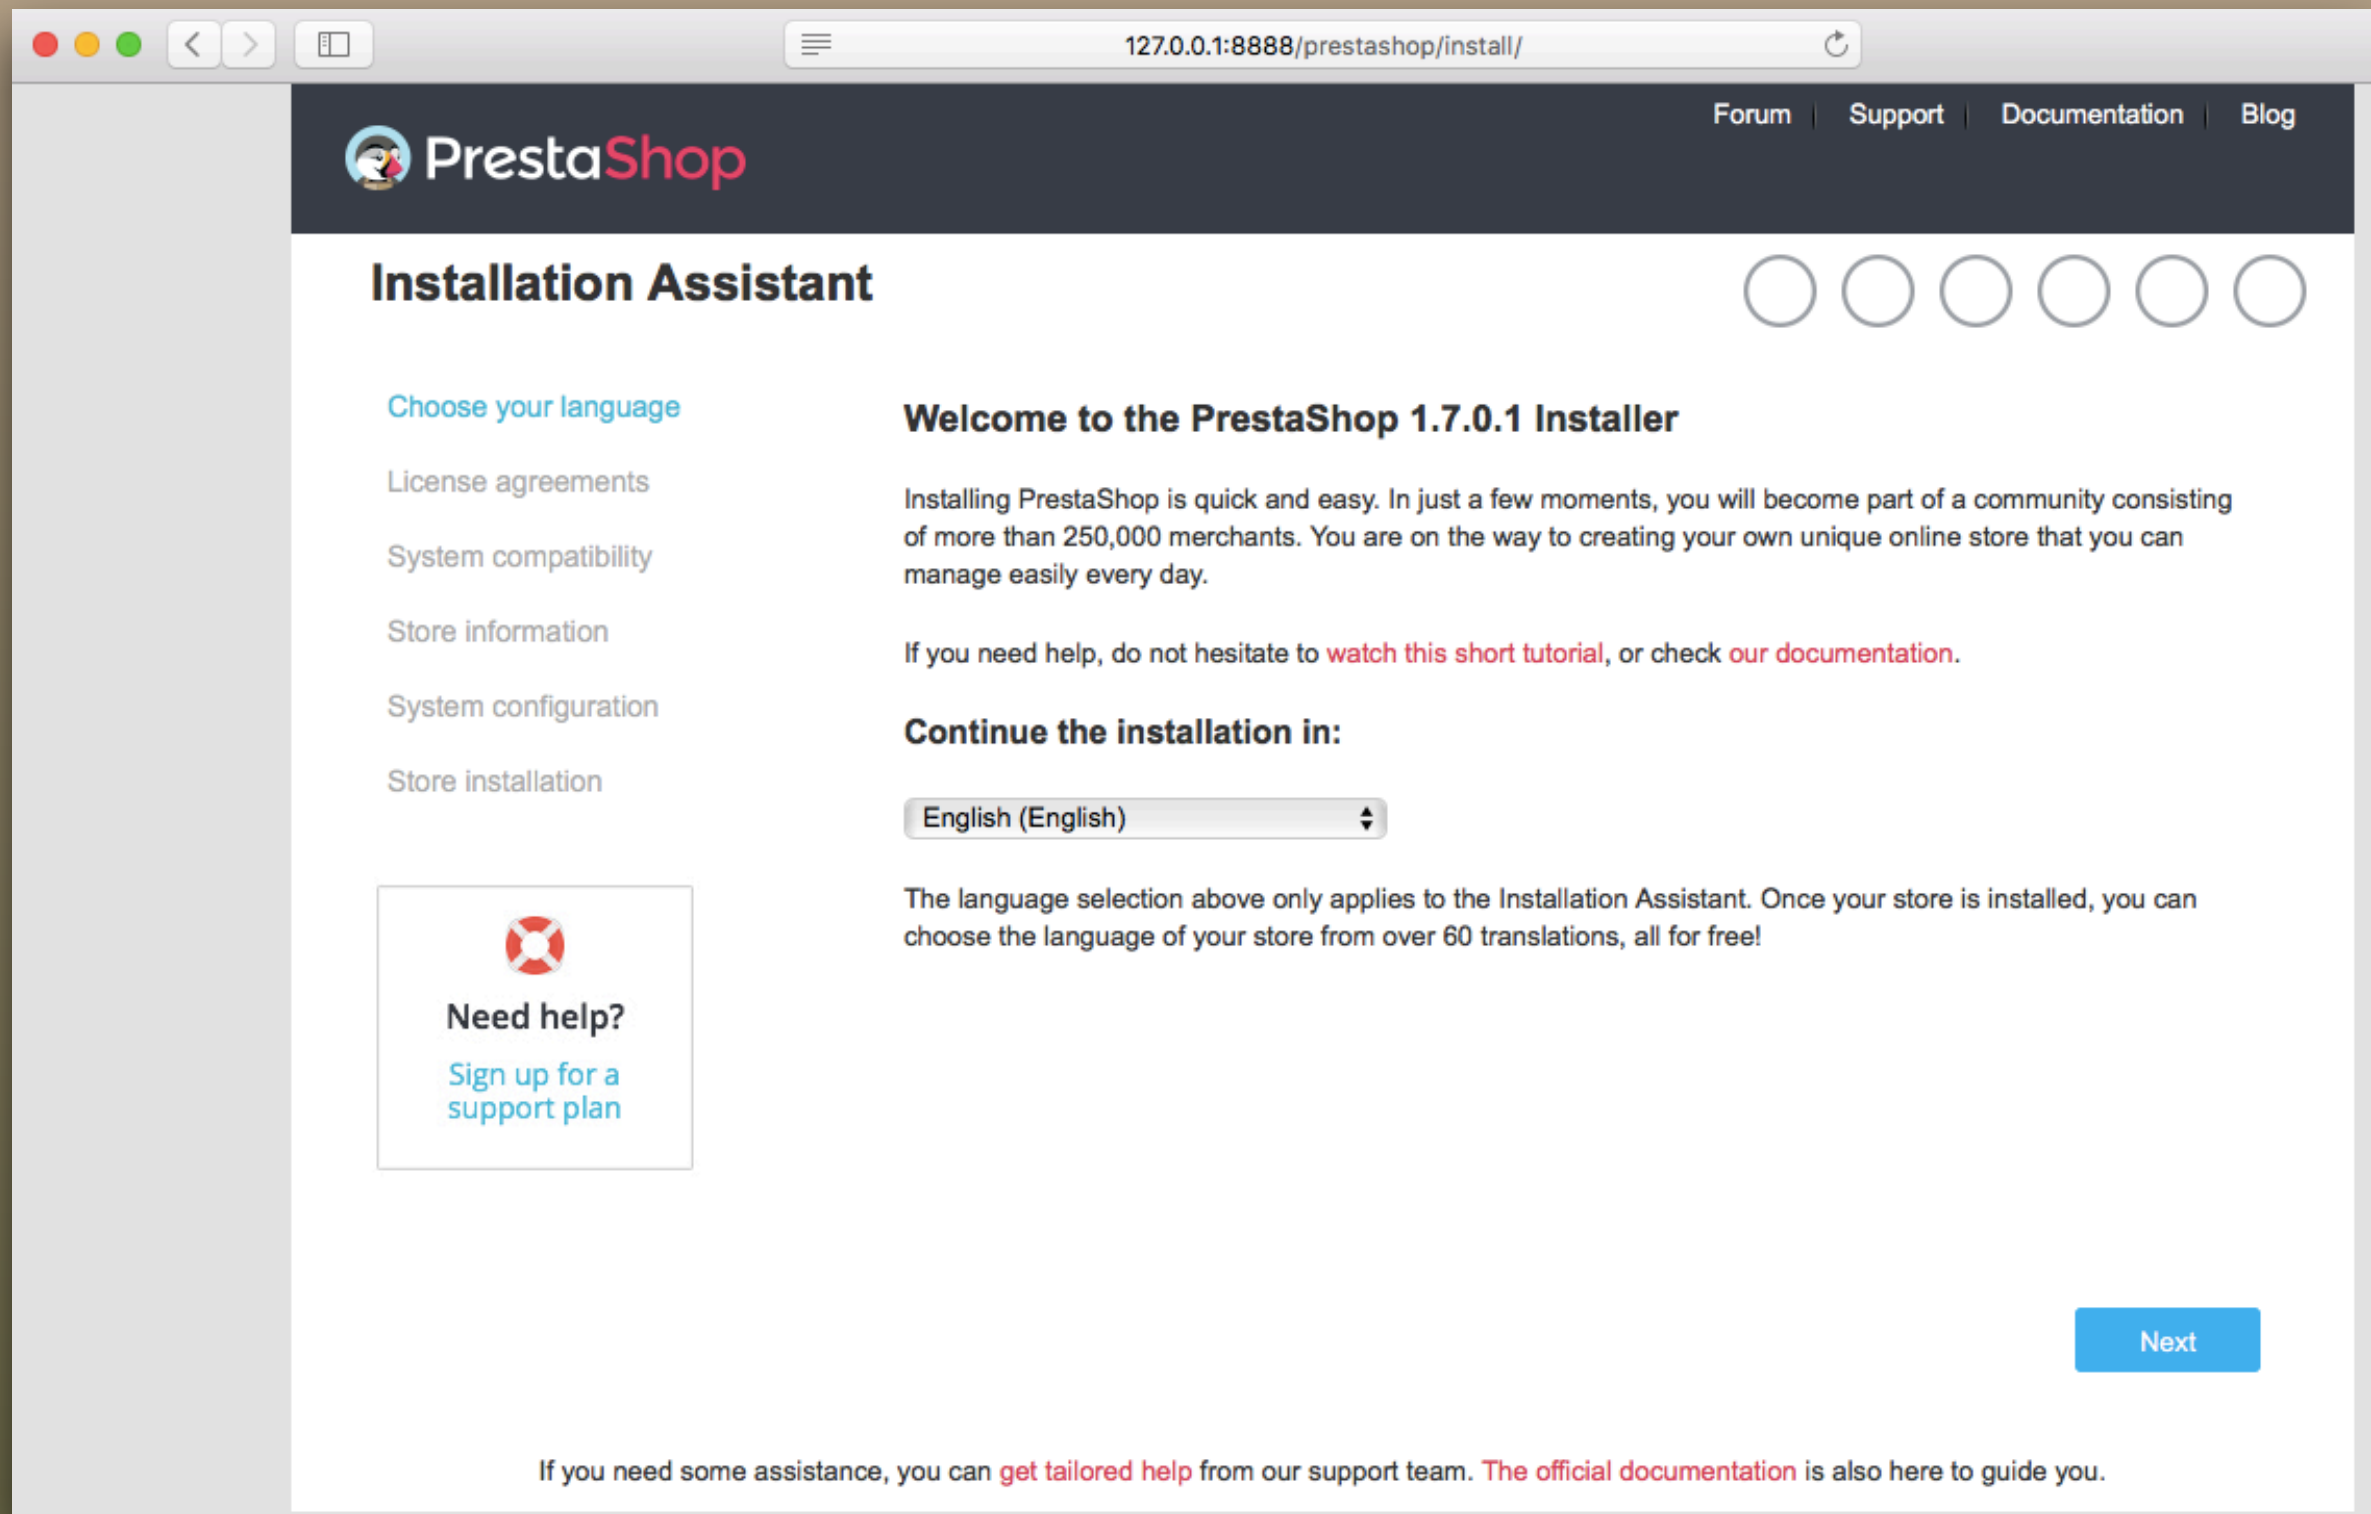 127.0.0.1:8888/prestashop/install/
Forum
Support
Documentation
Blog
PrestaShop
Installation Assistant
Choose your language
License agreements
System compatibility
Store information
System configuration
Store installation
Need help?
Sign up for a
support plan
Welcome to the PrestaShop 1.7.0.1 Installer
Installing PrestaShop is quick and easy. In just a few moments, you will become part of a community consisting
of more than 250,000 merchants. You are on the way to creating your own unique online store that you can
manage easily every day.
If you need help, do not hesitate to watch this short tutorial, or check our documentation.
Continue the installation in:
English (English)
The language selection above only applies to the Installation Assistant. Once your store is installed, you can
choose the language of your store from over 60 translations, all for free!
Next
If you need some assistance, you can get tailored help from our support team. The official documentation is also here to guide you.